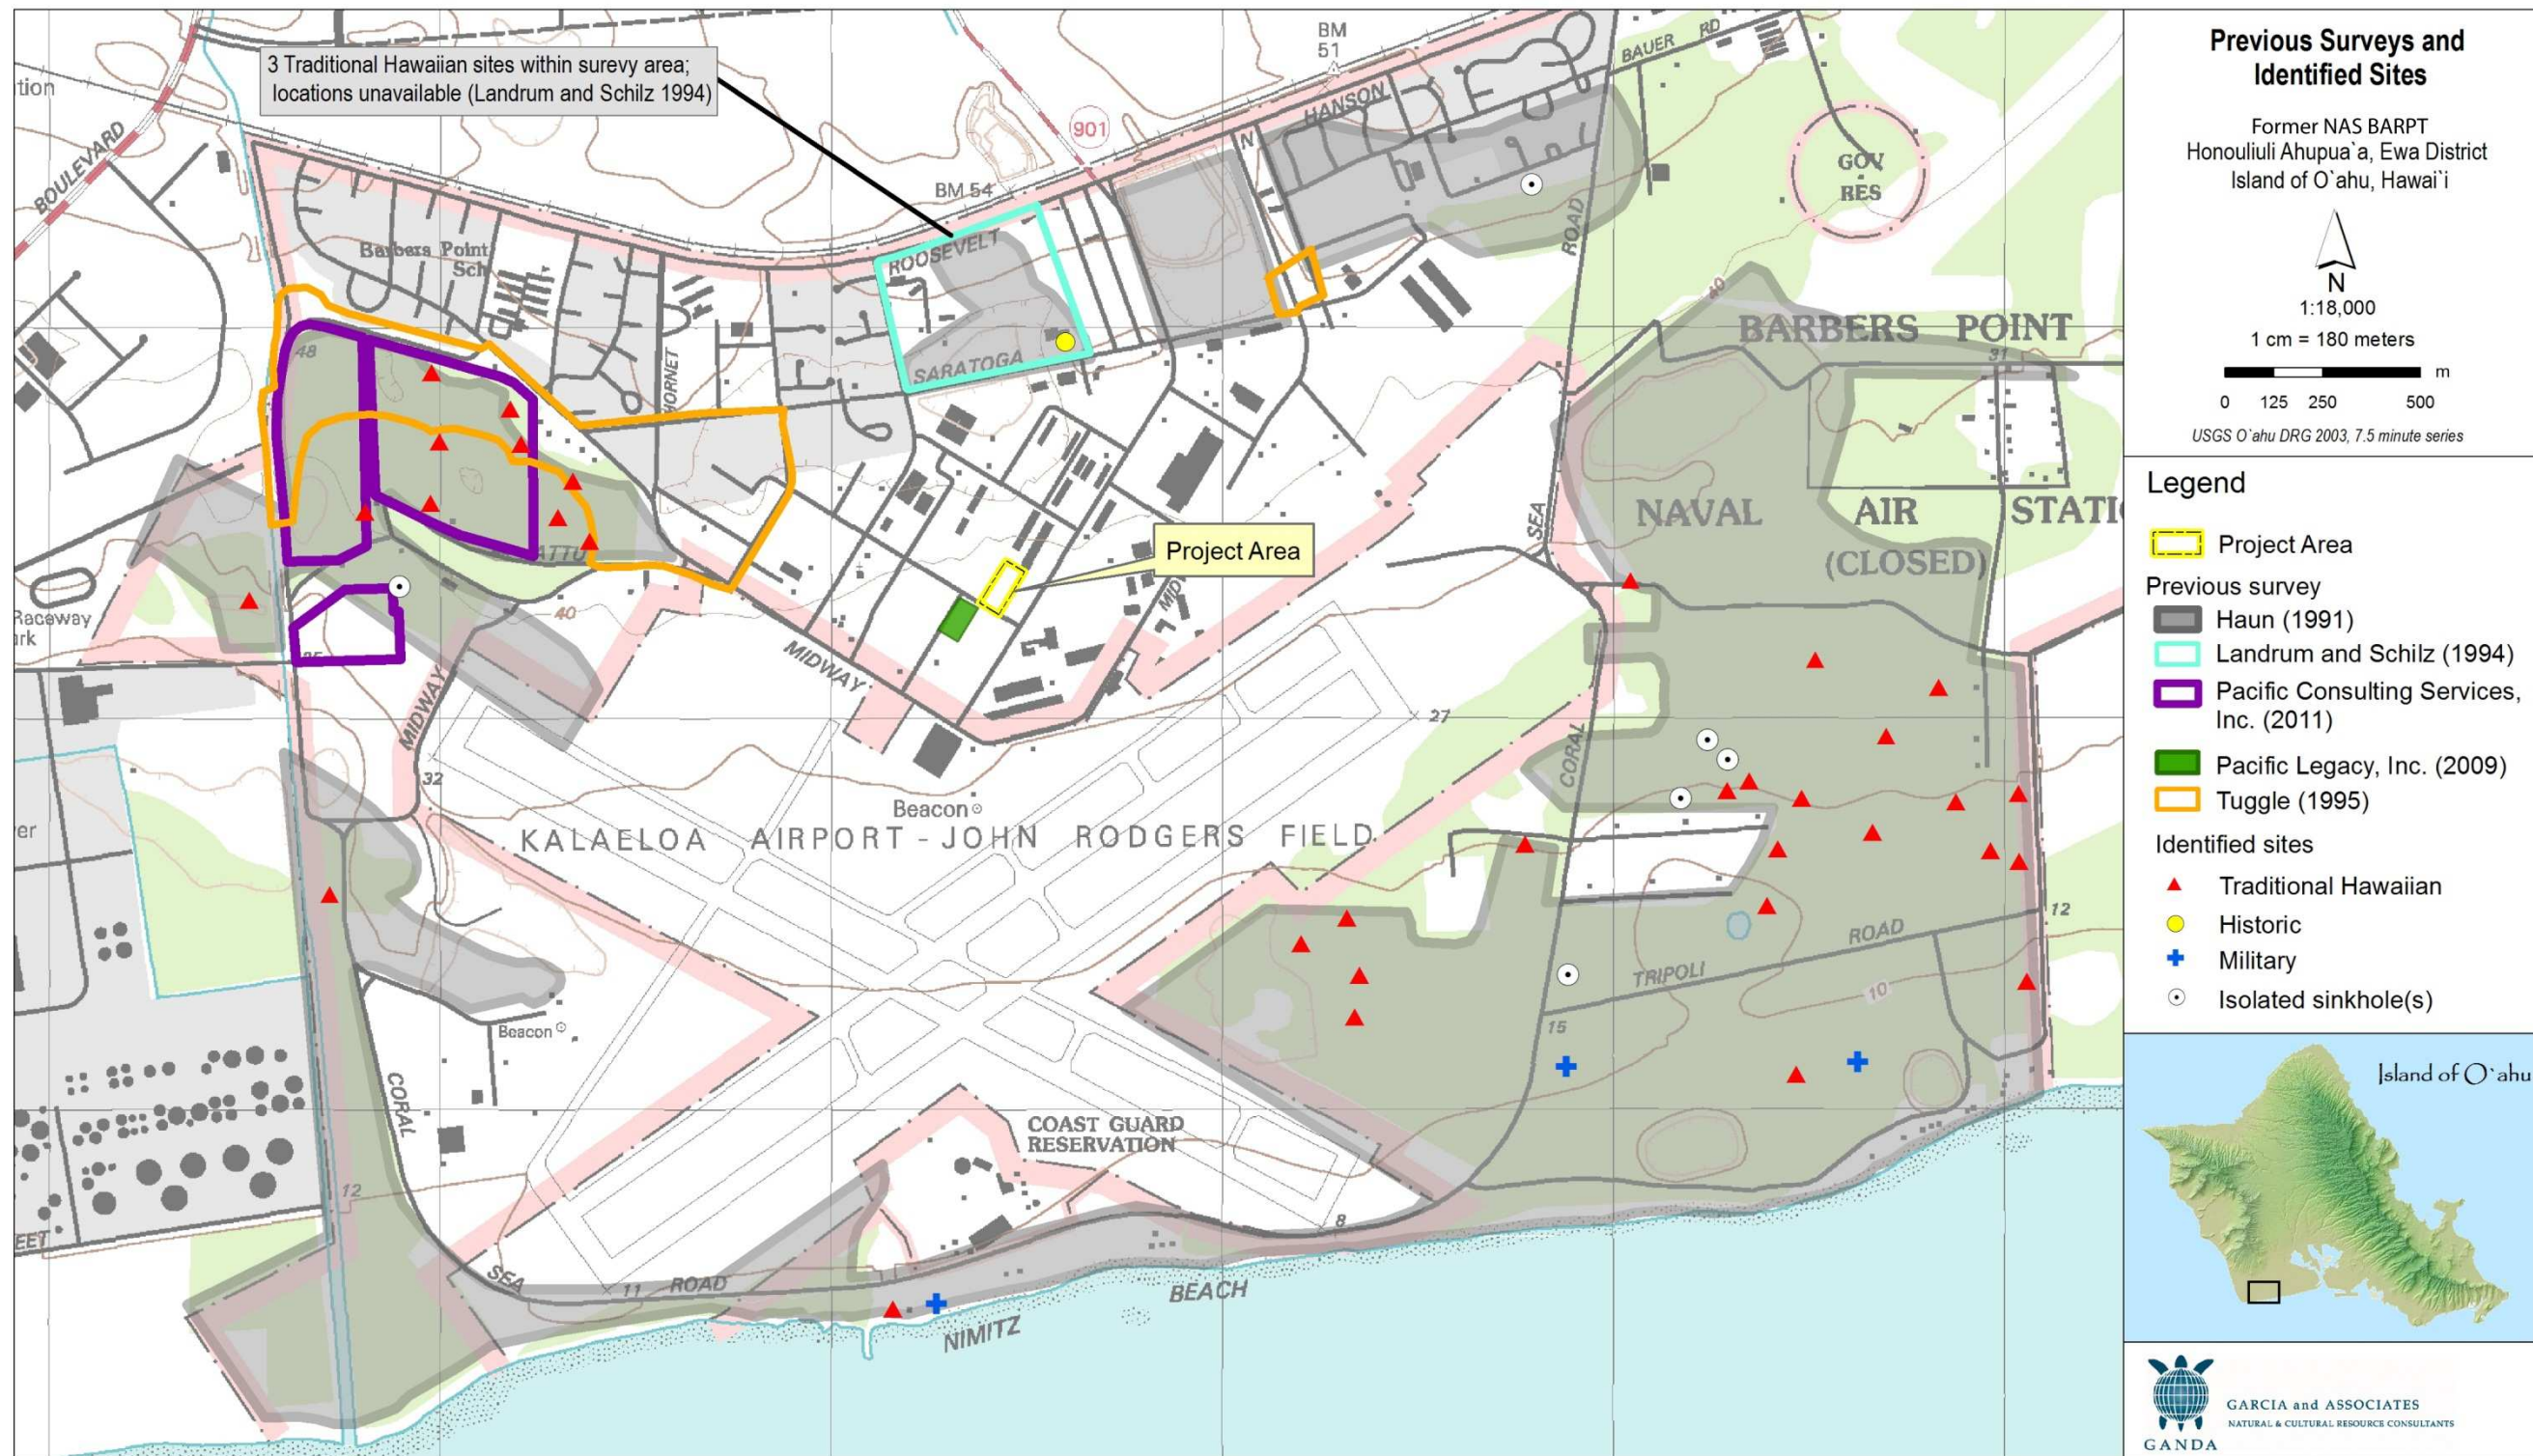 3 Traditional Hawaiian sites within surevy area;
locations unavailable (Landrum and Schilz 1994)
tion
BOULEVARD
BM
51
BAUER RD
HANSON
N
901
BM 54
GOV
RES
ROOSEVELT
Barbers Point
Sch
ROAD
40
48
HORNET
SARATOGA
BARBERS POINT
31
NAVAL AIR STATI
(CLOSED)
SEA
ATTU
Project Area
MID
Raceway
rk
40
35
MIDWAY
MIDWAY
27
CORAL
32
Beacon
KALAELOA AIRPORT - JOHN RODGERS FIELD
er
12
ROAD
TRIPOLI
10
15
Beacon
CORAL
COAST GUARD
RESERVATION
12
8
EET
SEA
11 ROAD
BEACH
NIMITZ
Previous Surveys and
Identified Sites
Former NAS BARPT
Honouliuli Ahupua`a, Ewa District
Island of O`ahu, Hawai`i
N
1:18,000
1 cm = 180 meters
m
0 125 250 500
USGS O`ahu DRG 2003, 7.5 minute series
Legend
Project Area
Previous survey
Haun (1991)
Landrum and Schilz (1994)
Pacific Consulting Services,
Inc. (2011)
Pacific Legacy, Inc. (2009)
Tuggle (1995)
Identified sites
Traditional Hawaiian
Historic
Military
Isolated sinkhole(s)
Island of O`ahu
GARCIA and ASSOCIATES
NATURAL & CULTURAL RESOURCE CONSULTANTS
GANDA